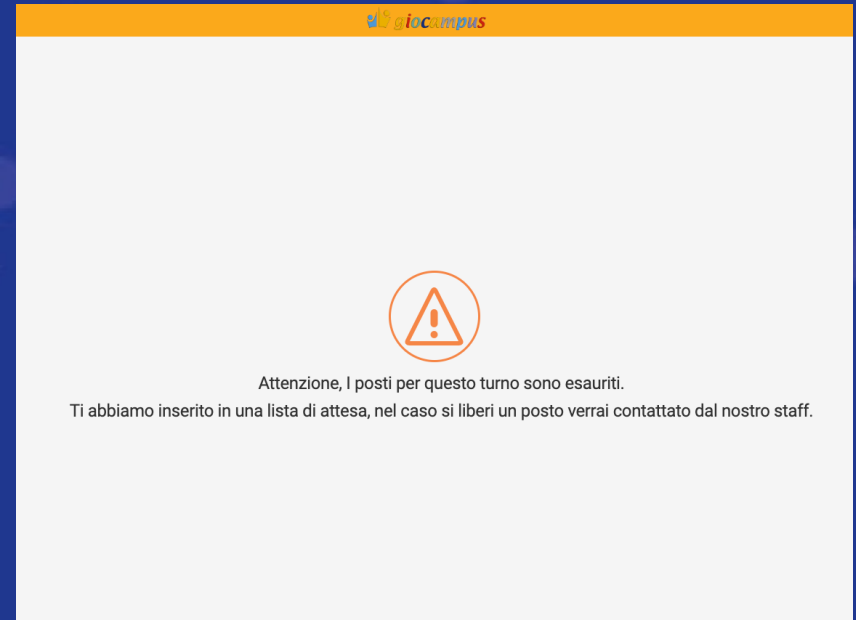 giocampus
Attenzione, I posti per questo turno sono esauriti.
Ti abbiamo inserito in una lista di attesa, nel caso si liberi un posto verrai contattato dal nostro staff.